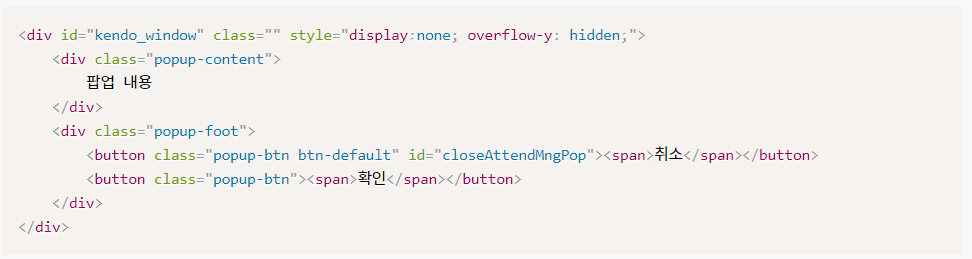 <div id="kendo_window" class="" style="display:none; overflow-y: hidden;">
    <div class="popup-content">
        팝업 내용
    </div>
    <div class="popup-foot">
        <button class="popup-btn btn-default" id="closeAttendMngPop"><span>취소</span></button>
        <button class="popup-btn"><span>확인</span></button>
    </div>
</div>